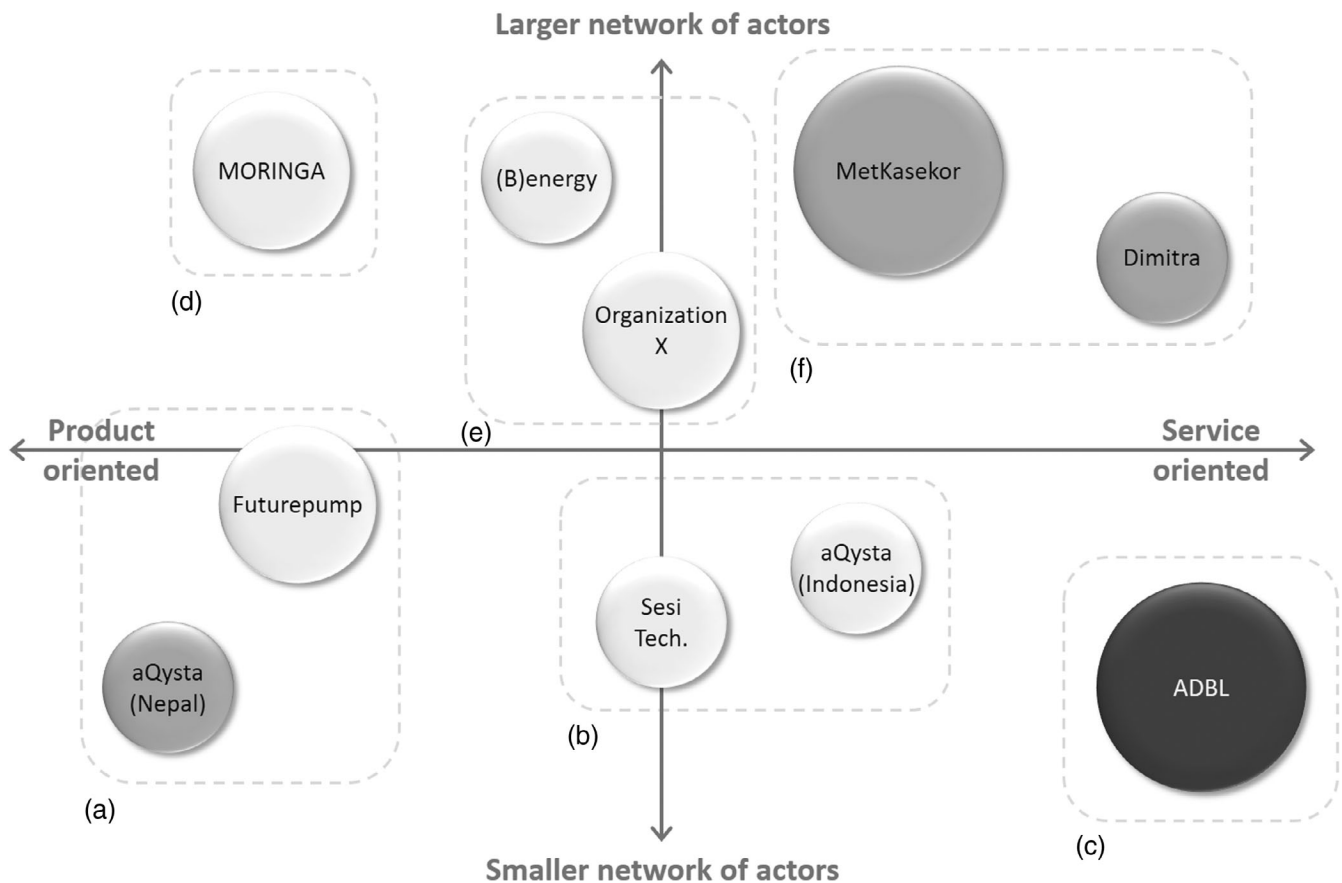 Larger network of actors
MORINGA
(d)
(B)energy
Organization
X
(e)
MetKasekor
Dimitra
(f)
Product
oriented
Service
oriented
Futurepump
aQysta
(Nepal)
(a)
Sesi
Tech.
aQysta
(Indonesia)
(b)
ADBL
(c)
Smaller network of actors